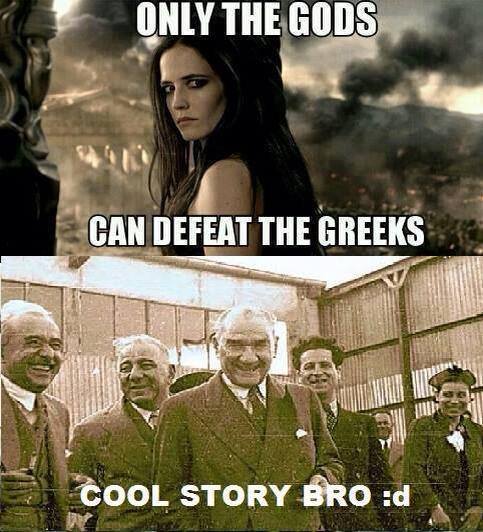 ONLY THE GODS
CAN DEFEAT THE GREEKS
COOL STORY BRO :d